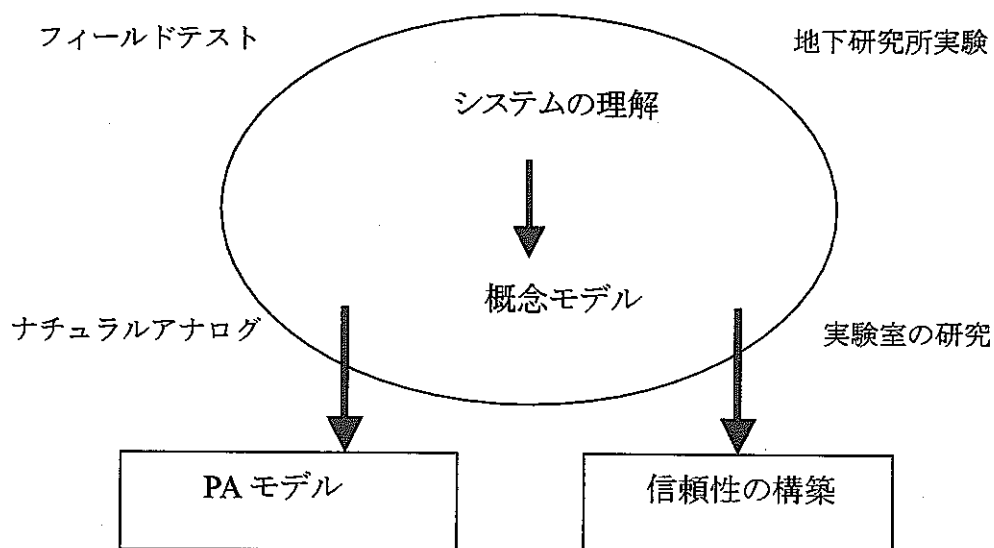 フィールドテスト
地下研究所実験
システムの理解
概念モデル
ナチュラルアナログ
実験室の研究
PA モデル
信頼性の構築